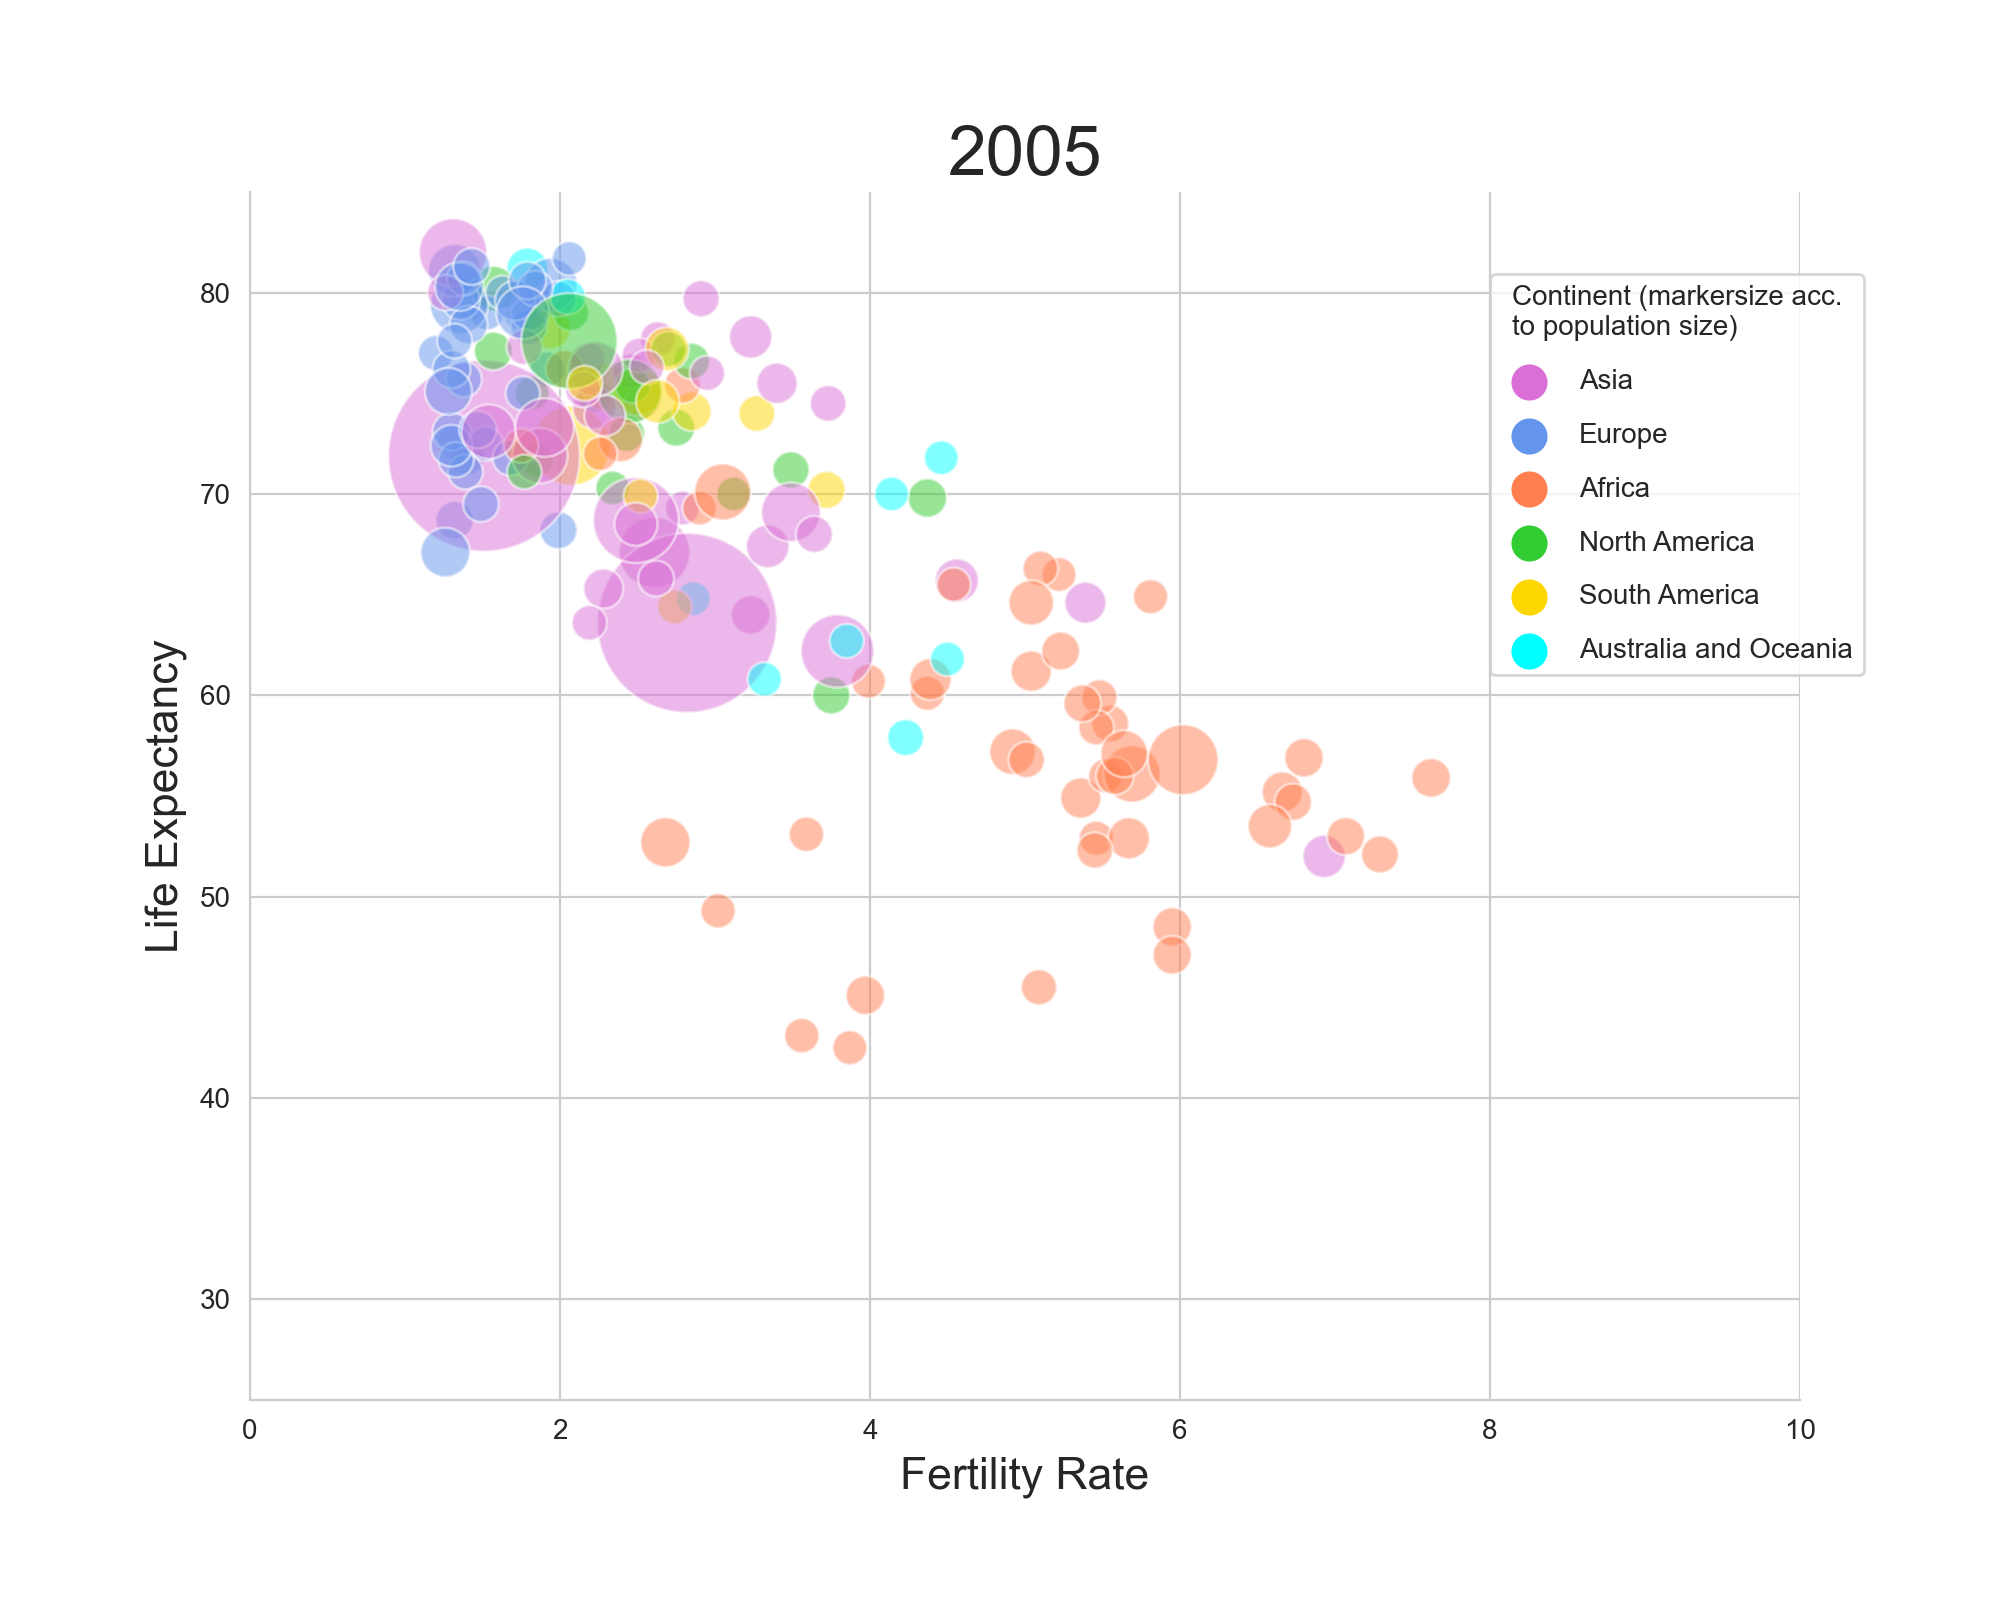 2005
Continent (markersize acc.
to population size)
Asia
Europe
Africa
North America
South America
Australia and Oceania
Life Expectancy
80
70
60
50
40
30
0 2 4 6 8 10
Fertility Rate